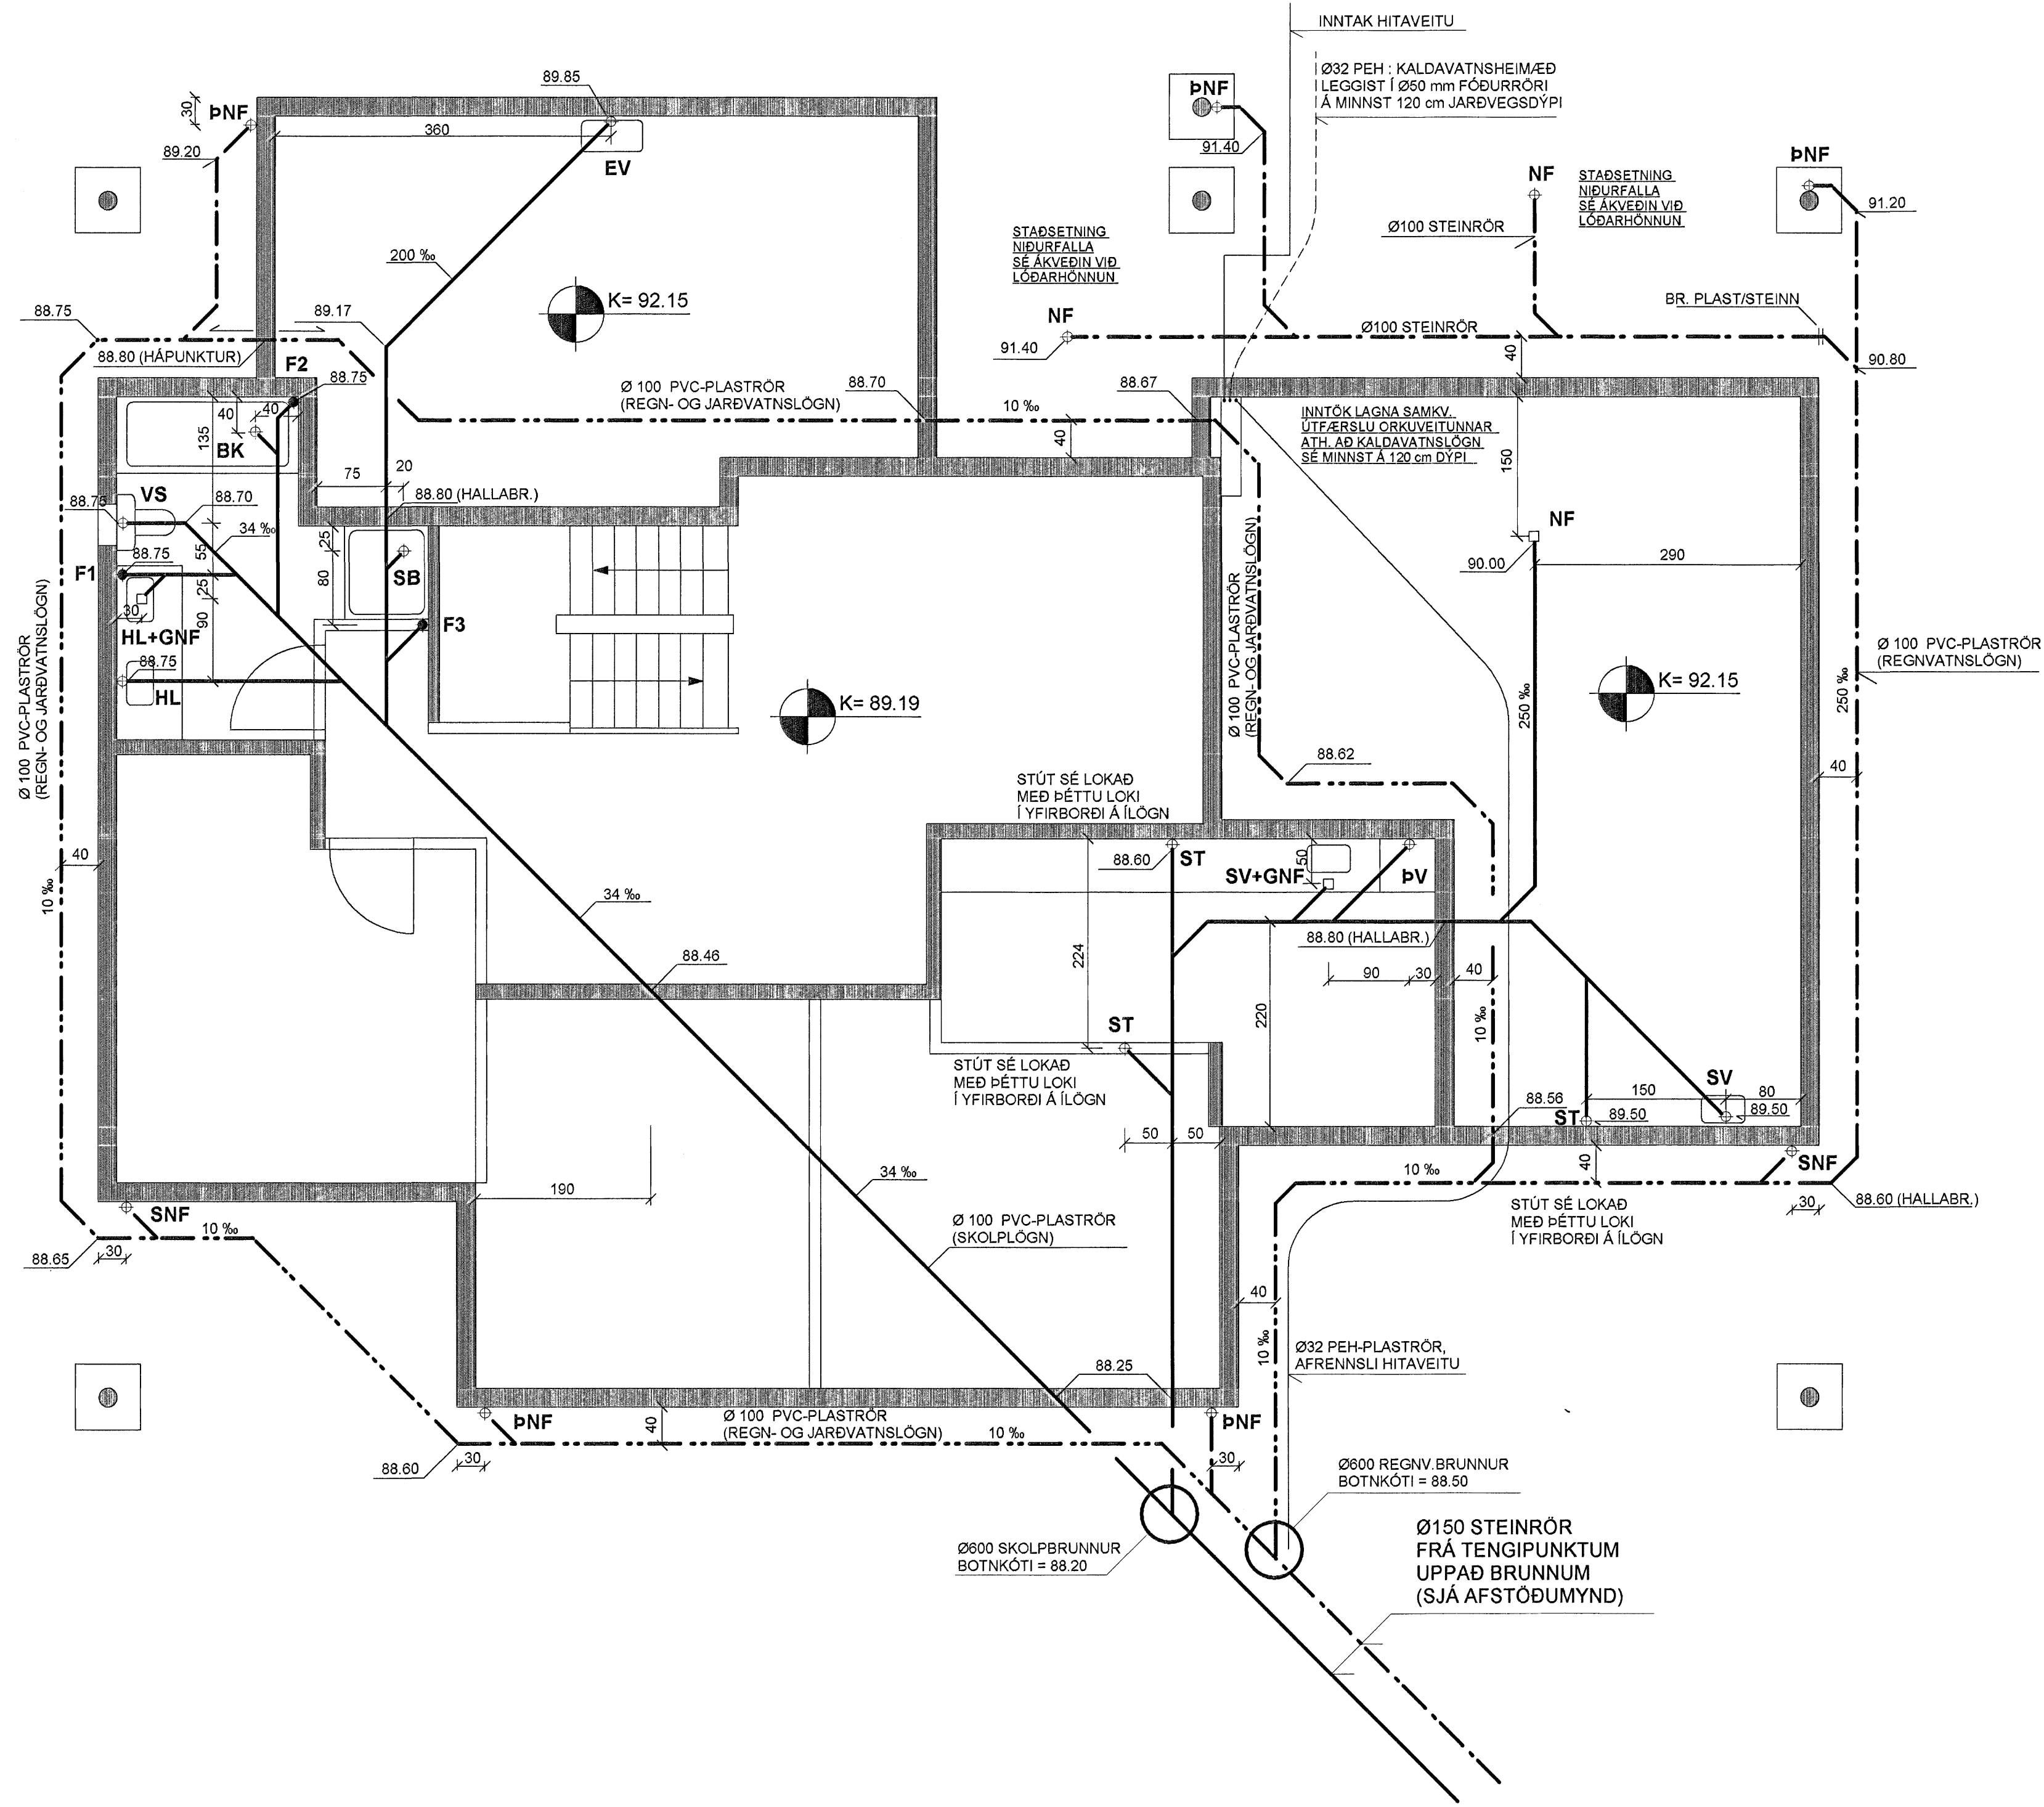 INNTAK HITAVEITU
Ø32 PEH : KALDAVATNSHEIMÆÐ
LEGGIST Í Ø50 mm FÓÐURRÖRI
Á MINNST 120 cm JARÐVEGSDÝPI
89.85
30
ÞNF
360
EV
89.20
ÞNF
91.40
NF
STAÐSETNING
NIÐURFALLA
SÉ ÁKVEÐIN VIÐ
LÓÐARHÖNNUN
ÞNF
91.20
Ø100 STEINRÖR
STAÐSETNING
NIÐURFALLA
SÉ ÁKVEÐIN VIÐ
LÓÐARHÖNNUN
200 ‰
K= 92.15
BR. PLAST/STEINN
88.75
89.17
NF
Ø100 STEINRÖR
91.40
40
90.80
88.80 (HÁPUNKTUR)
F2
88.75
Ø 100 PVC-PLASTRÖR
(REGN- OG JARÐVATNSLÖGN)
88.70
88.67
10 ‰
40
40
40
135
BK
INNTÖK LAGNA SAMKV.
ÚTFÆRSLU ORKUVEITUNNAR
ATH. AÐ KALDAVATNSLÖGN
SÉ MINNST Á 120 cm DÝPI
150
75
20
88.80 (HALLABR.)
VS
88.75
88.70
34 ‰
NF
90.00
290
25
80
SB
55
88.75
F1
25
30
HL+GNF
90
F3
88.75
HL
Ø 100 PVC-PLASTRÖR
(REGN- OG JARÐVATNSLÖGN)
Ø 100 PVC-PLASTRÖR
(REGN- OG JARÐVATNSLÖGN)
Ø 100 PVC-PLASTRÖR
(REGNVATNSLÖGN)
K= 89.19
K= 92.15
250 ‰
250 ‰
88.62
40
STÚT SÉ LOKAÐ
MEÐ ÞÉTTU LOKI
Í YFIRBORÐI Á ÍLÖGN
88.60
ST
50
SV+GNF
ÞV
40
10 ‰
34 ‰
88.46
224
88.80 (HALLABR.)
90
30
40
220
10 ‰
ST
STÚT SÉ LOKAÐ
MEÐ ÞÉTTU LOKI
Í YFIRBORÐI Á ÍLÖGN
88.56
150
SV
80
ST
89.50
89.50
50
50
34 ‰
190
10 ‰
40
SNF
30
88.60 (HALLABR.)
STÚT SÉ LOKAÐ
MEÐ ÞÉTTU LOKI
Í YFIRBORÐI Á ÍLÖGN
SNF
10 ‰
30
88.65
Ø 100 PVC-PLASTRÖR
(SKOLPLÖGN)
40
10 ‰
Ø32 PEH-PLASTRÖR,
AFRENNSLI HITAVEITU
88.25
ÞNF
40
Ø 100 PVC-PLASTRÖR
(REGN- OG JARÐVATNSLÖGN)
10 ‰
ÞNF
30
88.60
30
Ø600 REGNV.BRUNNUR
BOTNKÓTI = 88.50
Ø600 SKOLPBRUNNUR
BOTNKÓTI = 88.20
Ø150 STEINRÖR
FRÁ TENGIPUNKTUM
UPPAÐ BRUNNUM
(SJÁ AFSTÖÐUMYND)